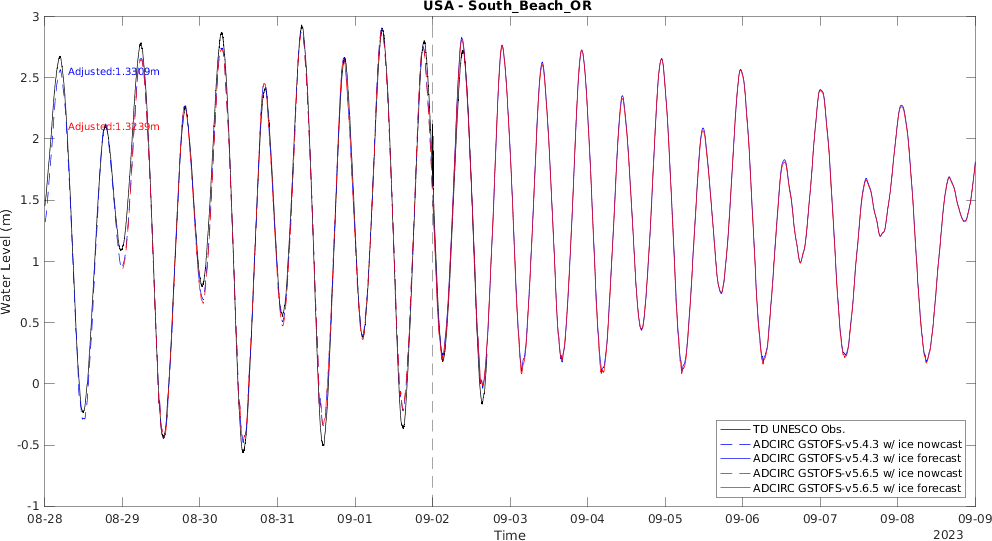 USA - South_Beach_OR
3
2.5
2
1.5
1
0.5
0
-0.5
-1
Water Level (m)
Adjusted:1.3309m
Adjusted:1.3239m
TD UNESCO Obs.
ADCIRC GSTOFS-v5.4.3 w/ ice nowcast
ADCIRC GSTOFS-v5.4.3 w/ ice forecast
ADCIRC GSTOFS-v5.6.5 w/ ice nowcast
ADCIRC GSTOFS-v5.6.5 w/ ice forecast
08-28 08-29 08-30 08-31 09-01 09-02 09-03 09-04 09-05 09-06 09-07 09-08 09-09
Time
2023